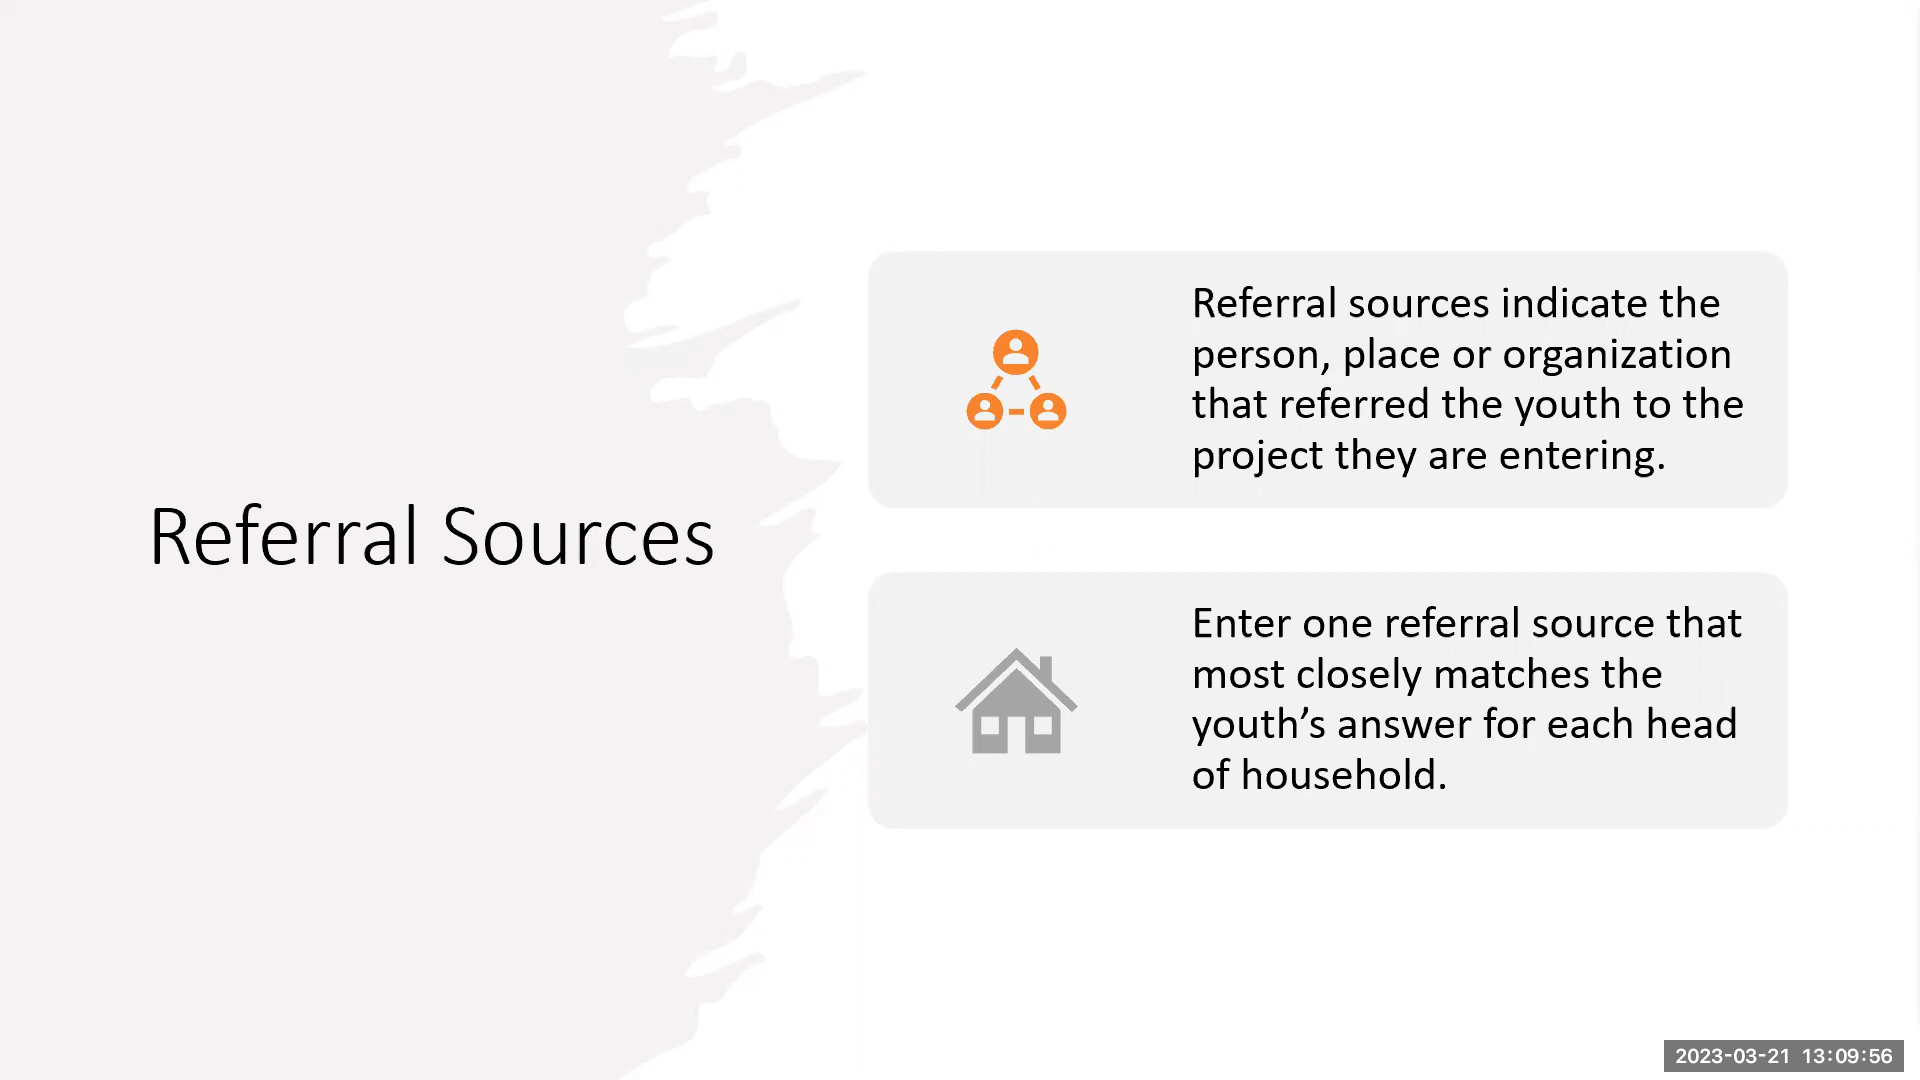 Referral Sources
Referral sources indicate the
person, place or organization
that referred the youth to the
project they are entering.
Enter one referral source that
most closely matches the
youth’s answer for each head
of household.
2023-03-21 13:09:56